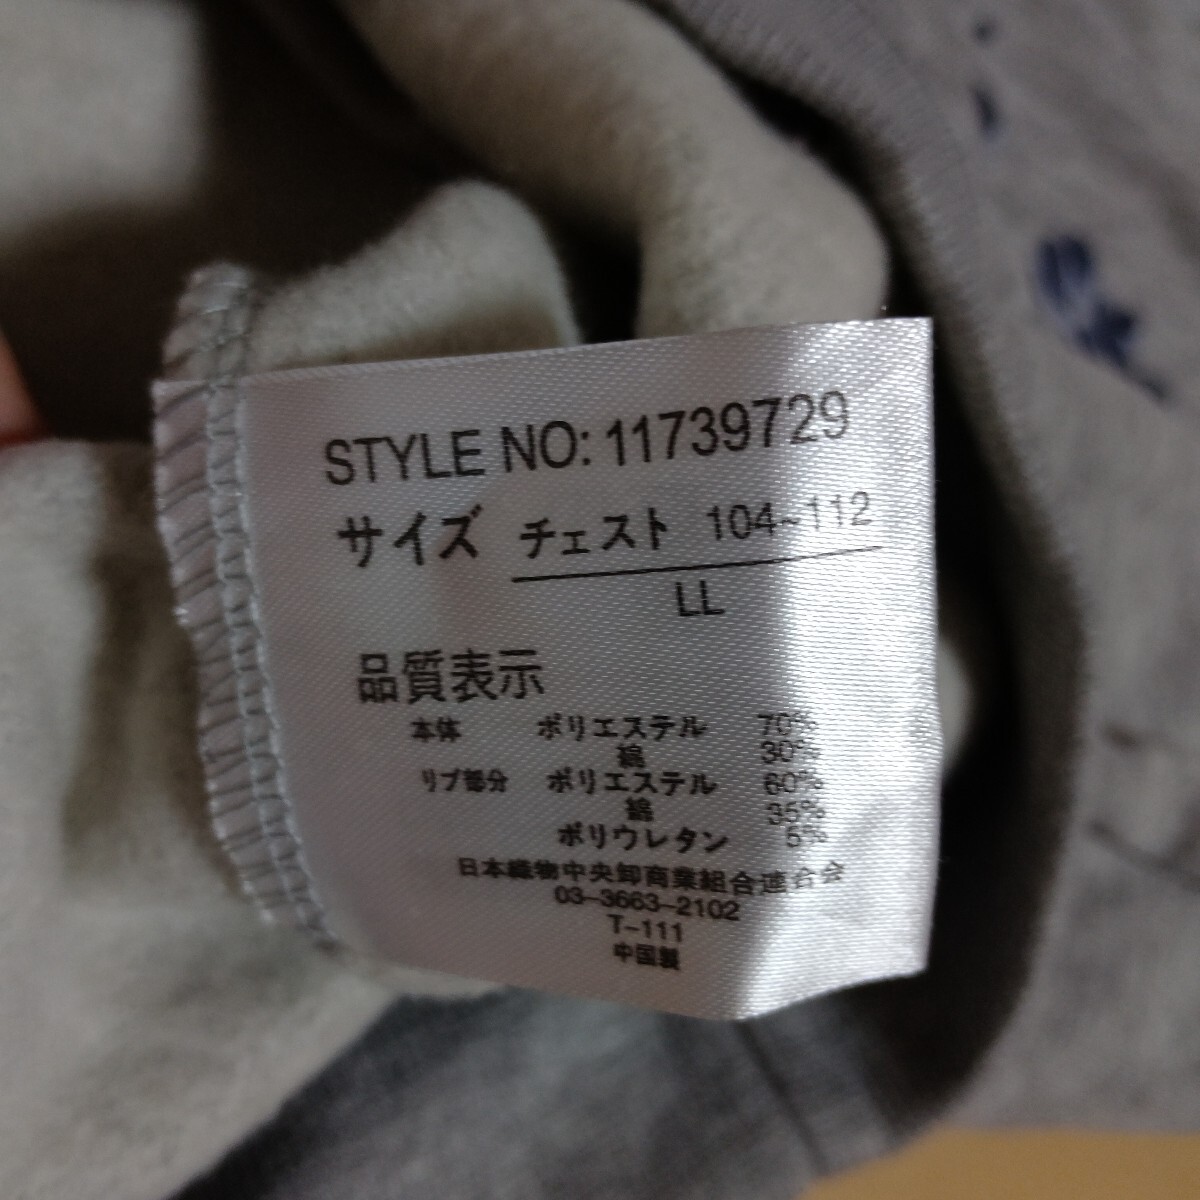 STYLE NO: 11739729
サイズ チェスト 104~112
LL
品質表示
本体 ポリエステル 70%
綿 30%
リブ部分 ポリエステル 60%
綿 35%
ポリウレタン 5%
日本織物中央卸商業組合連合会
03-3663-2102
T-111
中国製